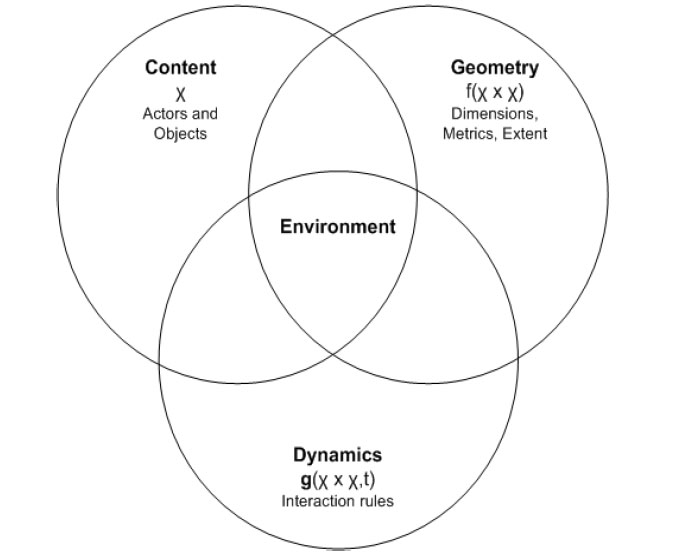 Content
χ
Actors and
Objects
Geometry
f(χ x χ)
Dimensions,
Metrics, Extent
Environment
Dynamics
g(χ x χ,t)
Interaction rules